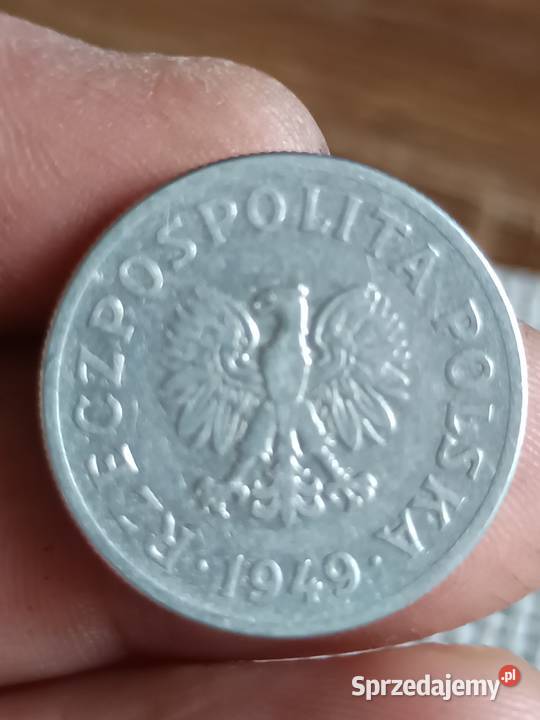 RZECZPOSPOLITA POLSKA
·1949·
Sprzedajemy.pl